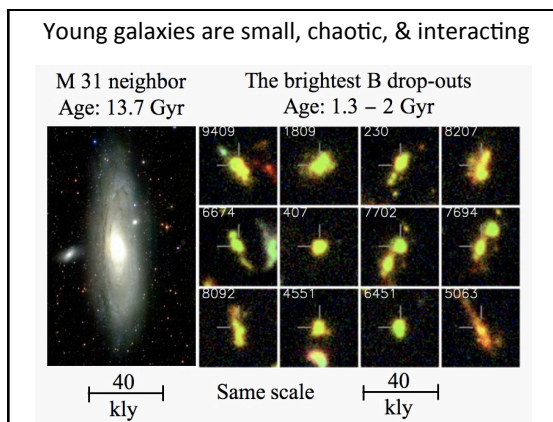 Young galaxies are small, chaotic, & interacting
M 31 neighbor
Age: 13.7 Gyr
The brightest B drop-outs
Age: 1.3 – 2 Gyr
9409 1809 230 8207
6674 407 7702 7694
8092 4551 6451 5063
40
kly
Same scale
40
kly